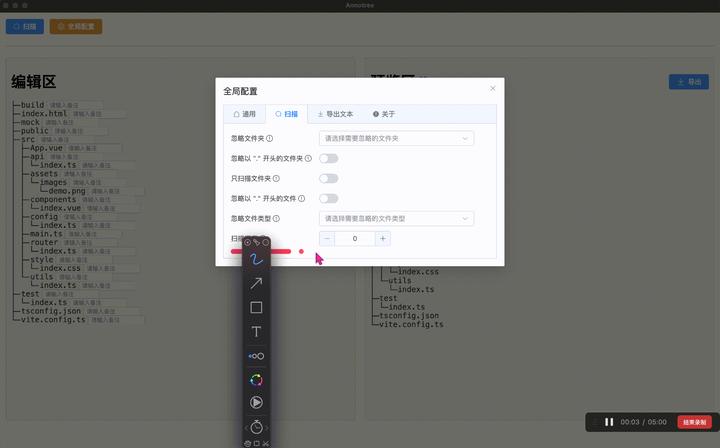 Annotree
扫描
全局配置
编辑区
├─build 请输入备注
├─index.html 请输入备注
├─mock 请输入备注
├─public 请输入备注
├─src 请输入备注
├─App.vue 请输入备注
├─api 请输入备注
└─index.ts 请输入备注
├─assets 请输入备注
└─images 请输入备注
└─demo.png 请输入备注
├─components 请输入备注
└─index.vue 请输入备注
├─config 请输入备注
└─index.ts 请输入备注
├─main.ts 请输入备注
├─router 请输入备注
└─index.ts 请输入备注
├─style 请输入备注
└─index.css 请输入备注
└─utils 请输入备注
└─index.ts 请输入备注
├─test 请输入备注
└─index.ts 请输入备注
├─tsconfig.json 请输入备注
└─vite.config.ts 请输入备注
全局配置
通用
扫描
导出文本
关于
忽略文件夹
请选择需要忽略的文件夹
忽略以 "." 开头的文件夹
只扫描文件夹
忽略以 "." 开头的文件
忽略文件类型
请选择需要忽略的文件类型
扫描
0
T
导出
└─index.css
└─utils
└─index.ts
├─test
└─index.ts
├─tsconfig.json
└─vite.config.ts
00:03 / 05:00
结束录制